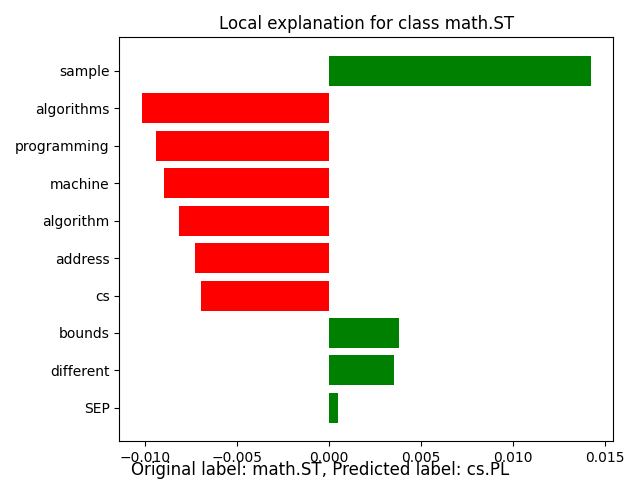 Local explanation for class math.ST
sample
algorithms
programming
machine
algorithm
address
cs
bounds
different
SEP
−0.010 −0.005 0.000 0.005 0.010 0.015
Original label: math.ST, Predicted label: cs.PL